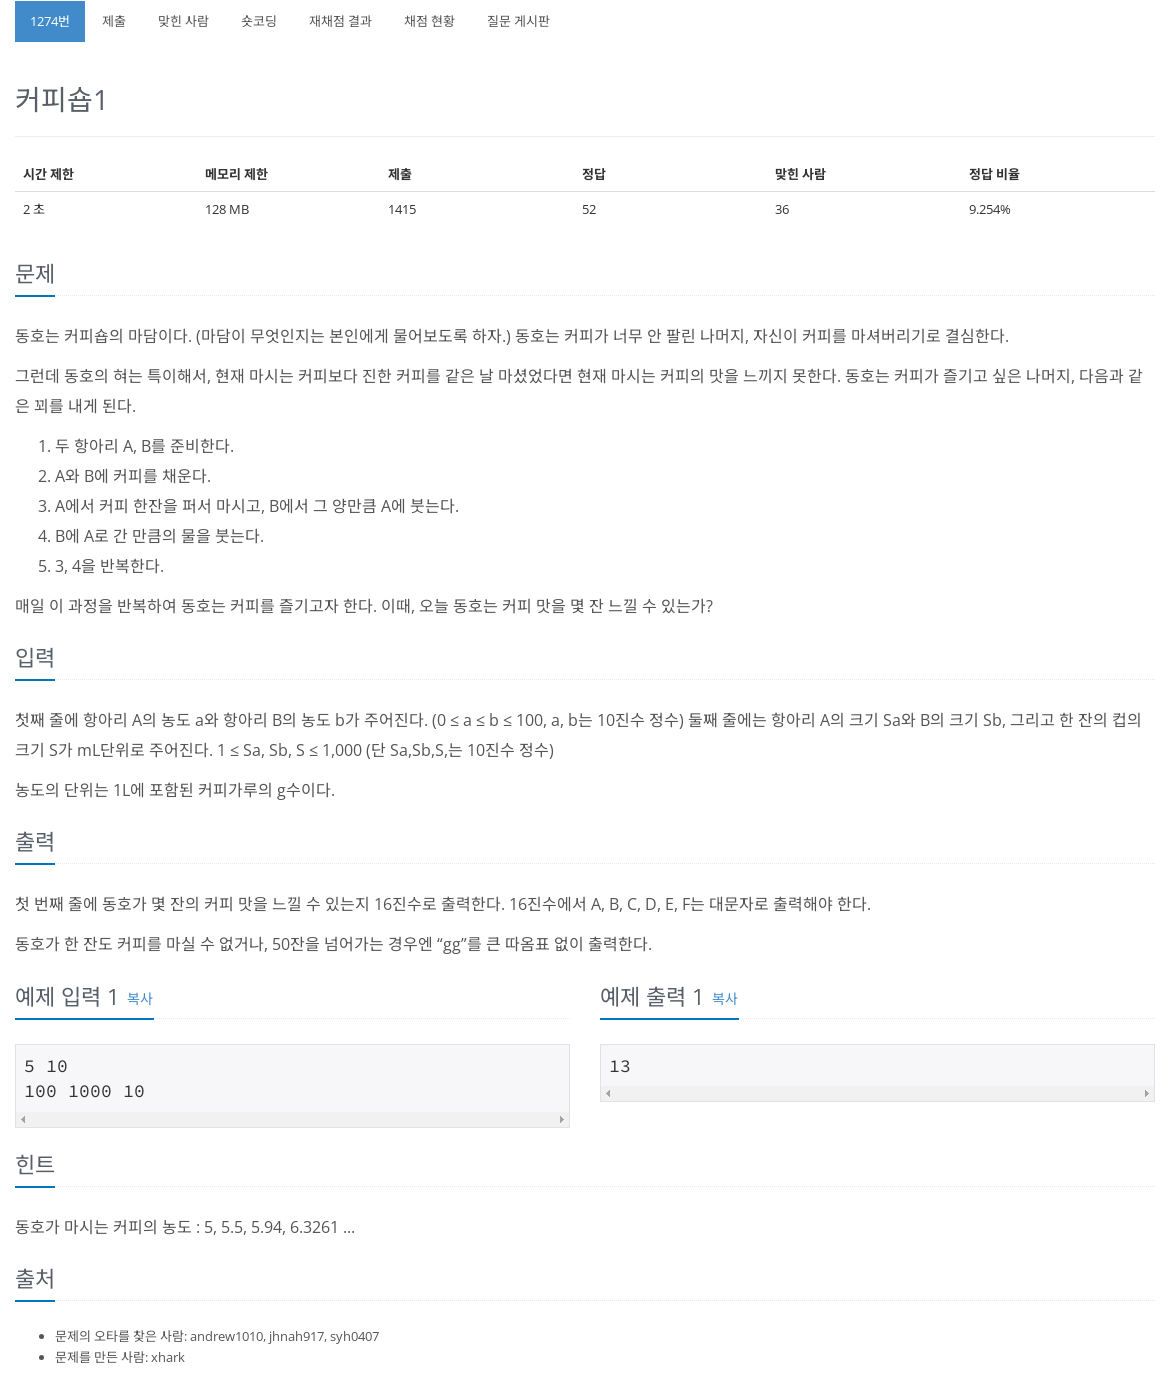 1274번 제출 맞힌 사람 숏코딩 재채점 결과 채점 현황 질문 게시판
커피숍1
시간 제한 메모리 제한 제출 정답 맞힌 사람 정답 비율
2 초 128 MB 1415 52 36 9.254%
문제
동호는 커피숍의 마담이다. (마담이 무엇인지는 본인에게 물어보도록 하자.) 동호는 커피가 너무 안 팔린 나머지, 자신이 커피를 마셔버리기로 결심한다.
그런데 동호의 혀는 특이해서, 현재 마시는 커피보다 진한 커피를 같은 날 마셨었다면 현재 마시는 커피의 맛을 느끼지 못한다. 동호는 커피가 즐기고 싶은 나머지, 다음과 같
은 꾀를 내게 된다.
1. 두 항아리 A, B를 준비한다.
2. A와 B에 커피를 채운다.
3. A에서 커피 한잔을 퍼서 마시고, B에서 그 양만큼 A에 붓는다.
4. B에 A로 간 만큼의 물을 붓는다.
5. 3, 4을 반복한다.
매일 이 과정을 반복하여 동호는 커피를 즐기고자 한다. 이때, 오늘 동호는 커피 맛을 몇 잔 느낄 수 있는가?
입력
첫째 줄에 항아리 A의 농도 a와 항아리 B의 농도 b가 주어진다. (0 ≤ a ≤ b ≤ 100, a, b는 10진수 정수) 둘째 줄에는 항아리 A의 크기 Sa와 B의 크기 Sb, 그리고 한 잔의 컵의
크기 S가 mL단위로 주어진다. 1 ≤ Sa, Sb, S ≤ 1,000 (단 Sa,Sb,S,는 10진수 정수)
농도의 단위는 1L에 포함된 커피가루의 g수이다.
출력
첫 번째 줄에 동호가 몇 잔의 커피 맛을 느낄 수 있는지 16진수로 출력한다. 16진수에서 A, B, C, D, E, F는 대문자로 출력해야 한다.
동호가 한 잔도 커피를 마실 수 없거나, 50잔을 넘어가는 경우엔 “gg”를 큰 따옴표 없이 출력한다.
예제 입력 1 복사
5 10
100 1000 10
예제 출력 1 복사
13
힌트
동호가 마시는 커피의 농도 : 5, 5.5, 5.94, 6.3261 ...
출처
• 문제의 오타를 찾은 사람: andrew1010, jhnah917, syh0407
• 문제를 만든 사람: xhark